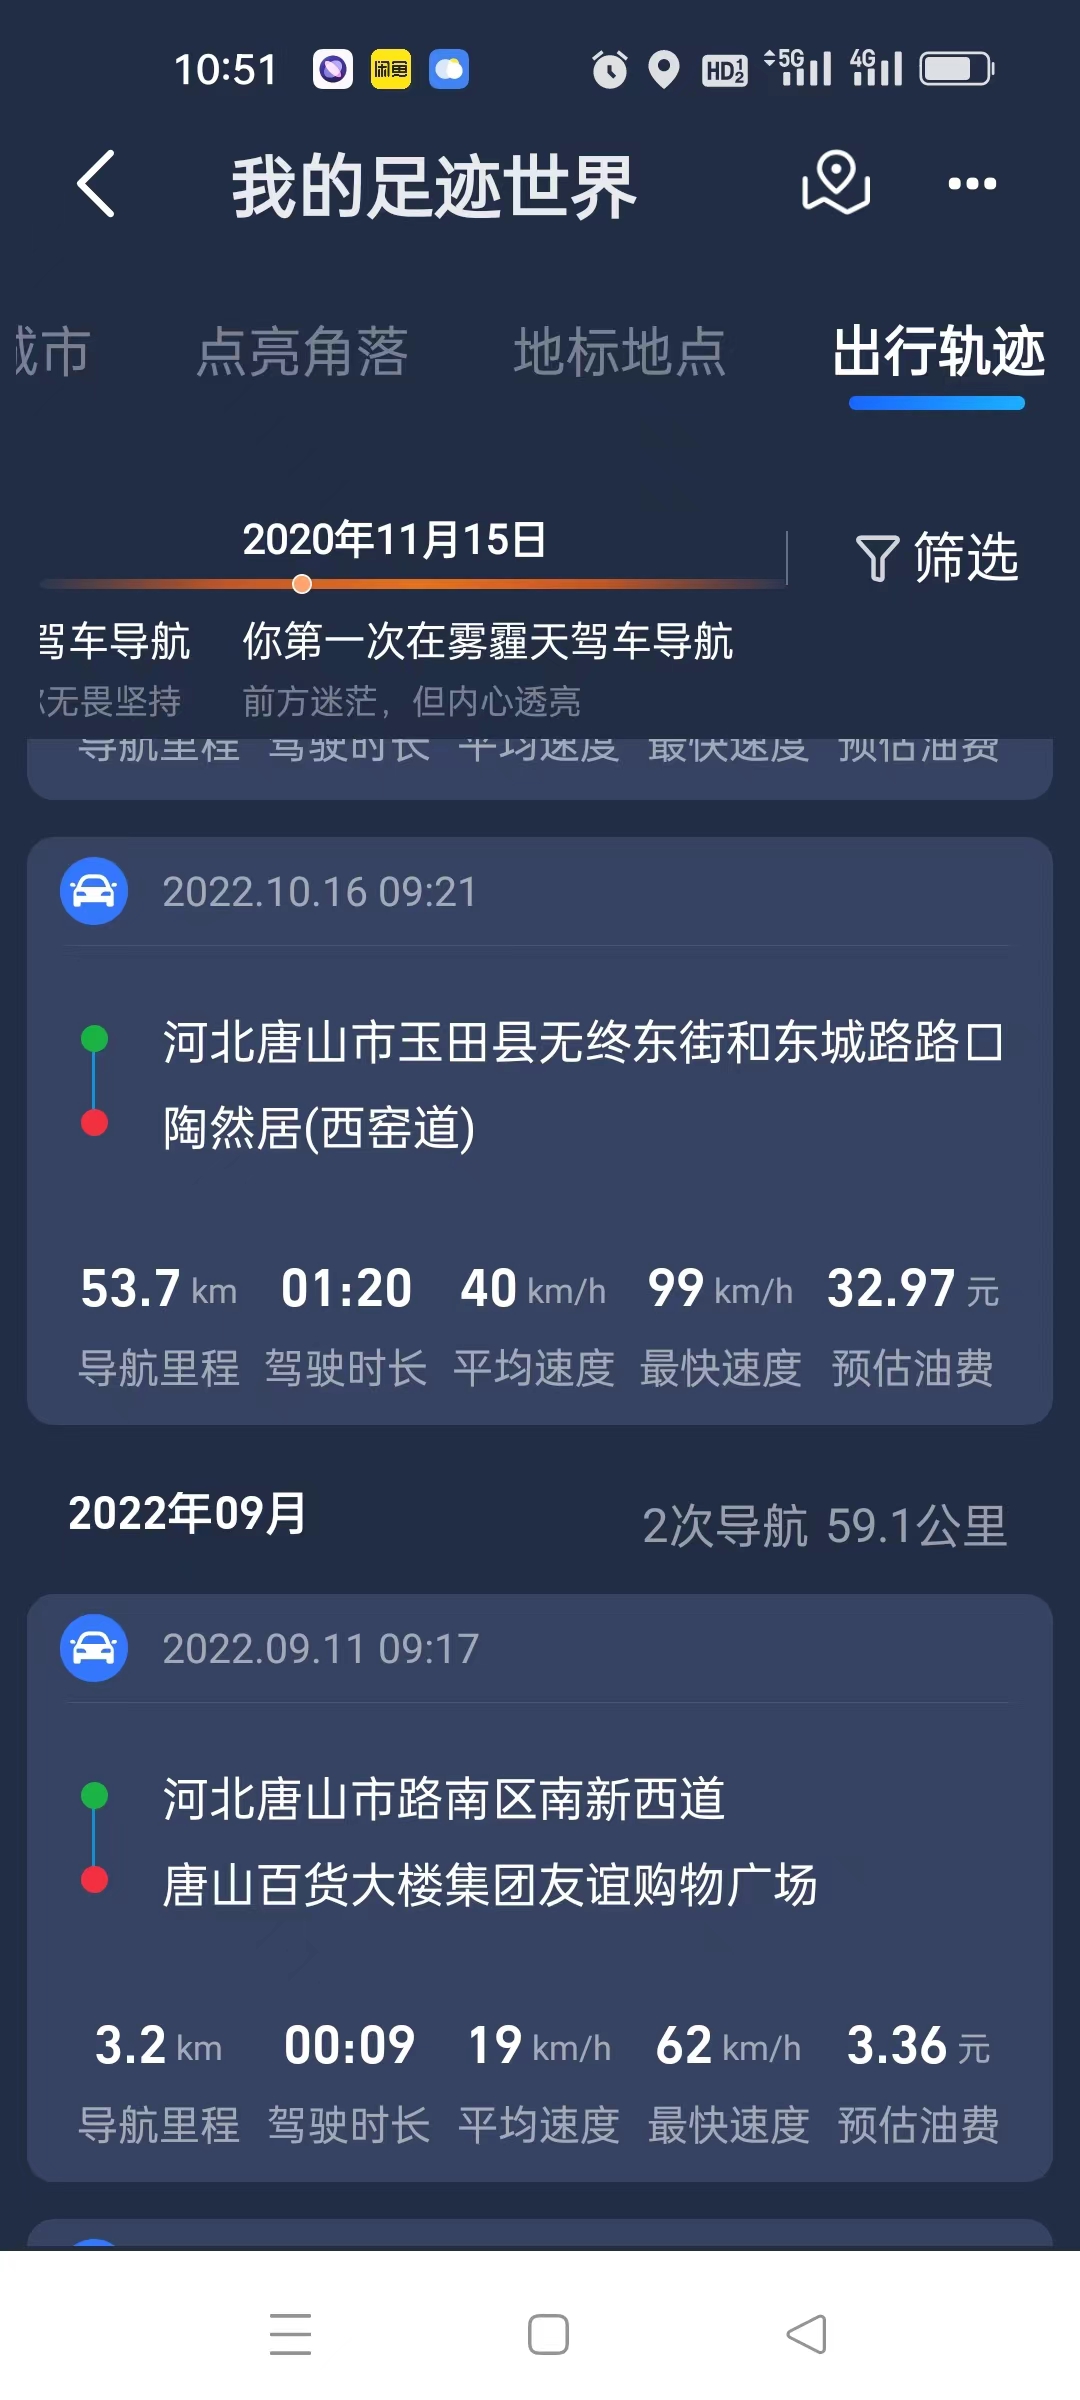 10:51 闲鱼 HD 1 2 5G 4G
我的足迹世界
城市 点亮角落 地标地点 出行轨迹
2020年11月15日
筛选
驾车导航 你第一次在雾霾天驾车导航
无畏坚持 前方迷茫，但内心透亮
导航里程 驾驶时长 平均速度 最快速度 预估油费
2022.10.16 09:21
河北唐山市玉田县无终东街和东城路路口
陶然居(西窑道)
53.7 km 01:20 40 km/h 99 km/h 32.97 元
导航里程 驾驶时长 平均速度 最快速度 预估油费
2022年09月
2次导航 59.1公里
2022.09.11 09:17
河北唐山市路南区南新西道
唐山百货大楼集团友谊购物广场
3.2 km 00:09 19 km/h 62 km/h 3.36 元
导航里程 驾驶时长 平均速度 最快速度 预估油费